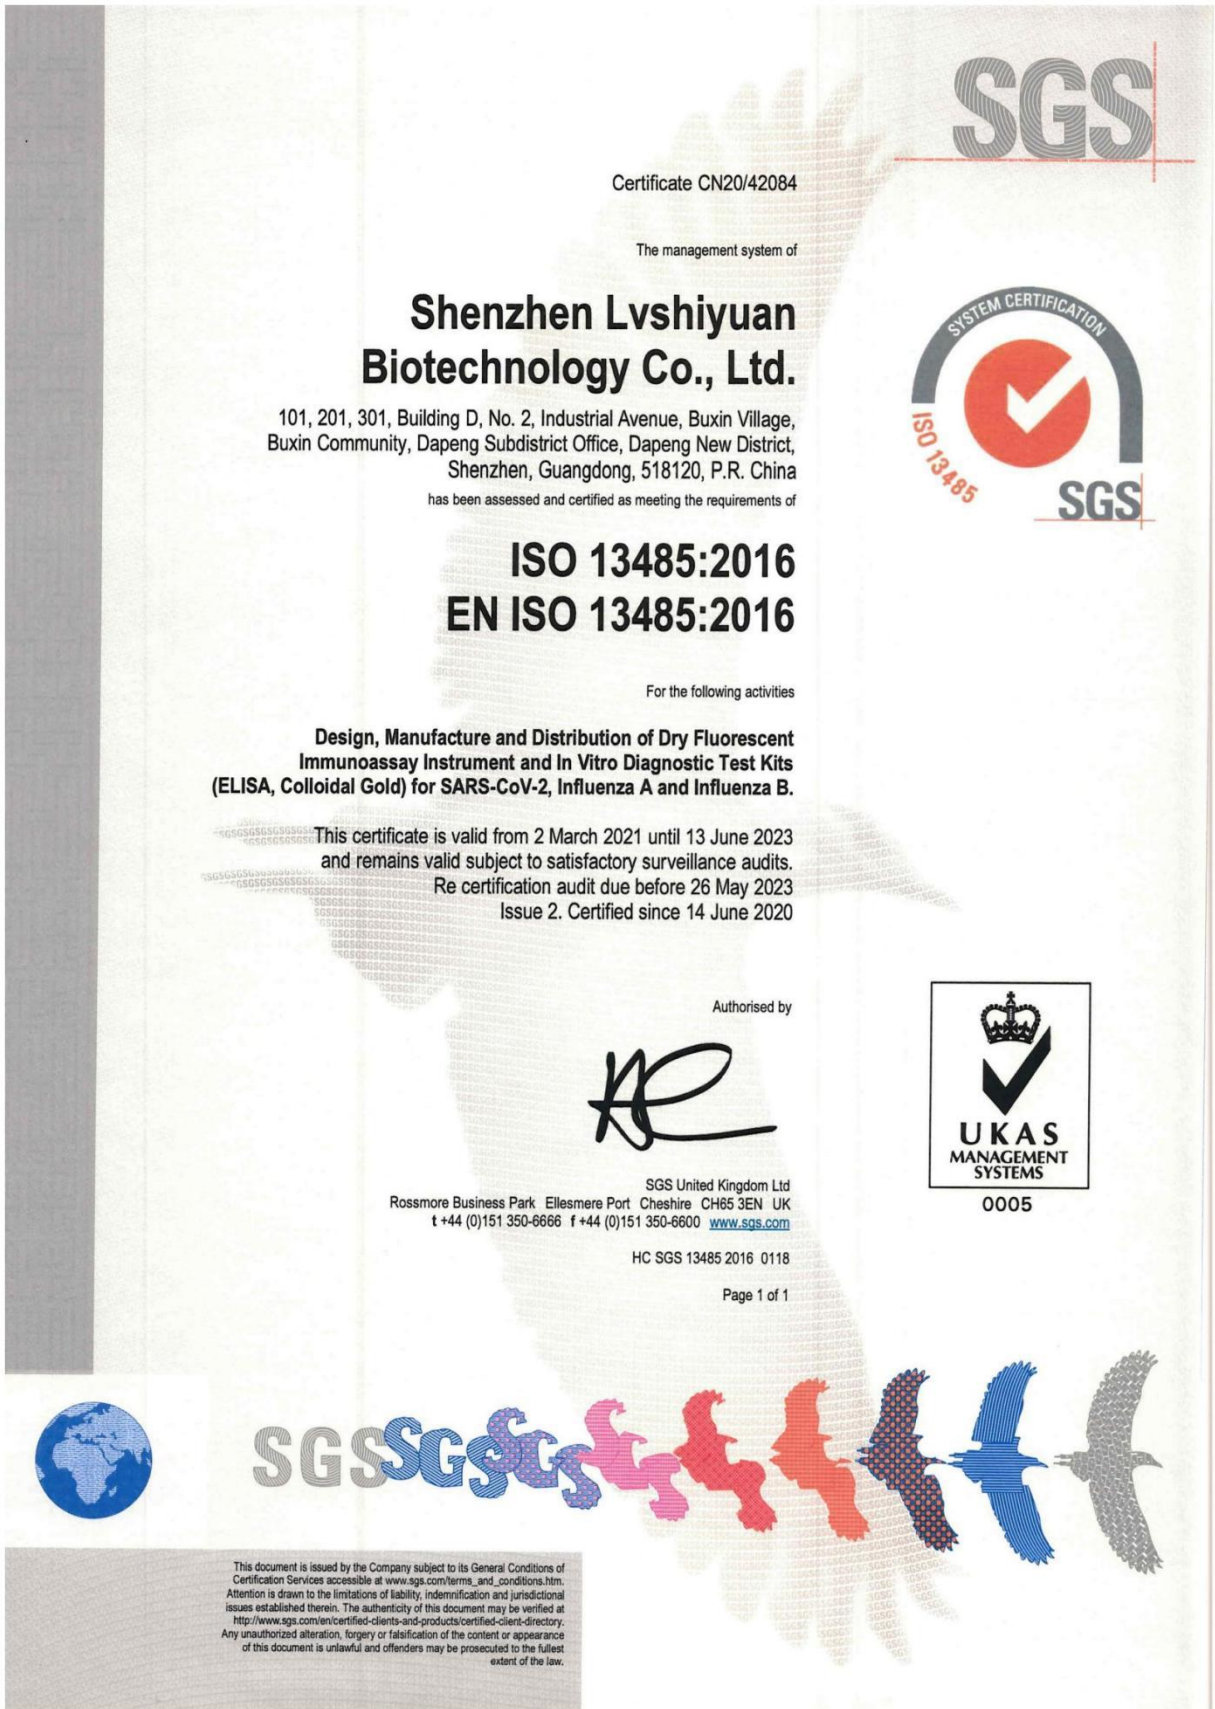 SGS
Certificate CN20/42084
The management system of
Shenzhen Lvshiyuan
Biotechnology Co., Ltd.
101, 201, 301, Building D, No. 2, Industrial Avenue, Buxin Village,
Buxin Community, Dapeng Subdistrict Office, Dapeng New District,
Shenzhen, Guangdong, 518120, P.R. China
has been assessed and certified as meeting the requirements of
SYSTEM CERTIFICATION
ISO 13485
SGS
ISO 13485:2016
EN ISO 13485:2016
For the following activities
Design, Manufacture and Distribution of Dry Fluorescent
Immunoassay Instrument and In Vitro Diagnostic Test Kits
(ELISA, Colloidal Gold) for SARS-CoV-2, Influenza A and Influenza B.
This certificate is valid from 2 March 2021 until 13 June 2023
and remains valid subject to satisfactory surveillance audits.
Re certification audit due before 26 May 2023
Issue 2. Certified since 14 June 2020
Authorised by
SGS United Kingdom Ltd
Rossmore Business Park Ellesmere Port Cheshire CH65 3EN UK
t +44 (0)151 350-6666 f +44 (0)151 350-6600 www.sgs.com
HC SGS 13485 2016 0118
Page 1 of 1
UKAS
MANAGEMENT
SYSTEMS
0005
SGS SGS SGS
This document is issued by the Company subject to its General Conditions of
Certification Services accessible at www.sgs.com/terms_and_conditions.htm.
Attention is drawn to the limitations of liability, indemnification and jurisdictional
issues established therein. The authenticity of this document may be verified at
http://www.sgs.com/en/certified-clients-and-products/certified-client-directory.
Any unauthorized alteration, forgery or falsification of the content or appearance
of this document is unlawful and offenders may be prosecuted to the fullest
extent of the law.